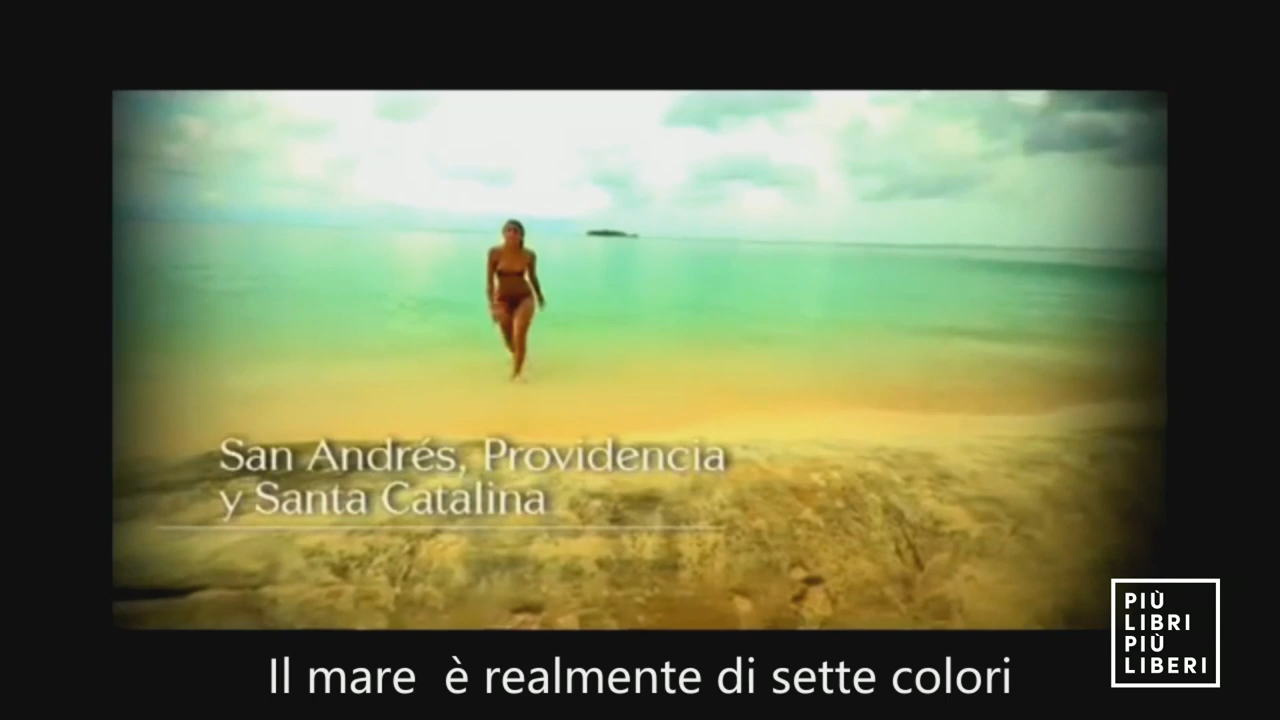 San Andrés, Providencia
y Santa Catalina
Il mare  è realmente di sette colori
PIÙ
LIBRI
PIÙ
LIBERI